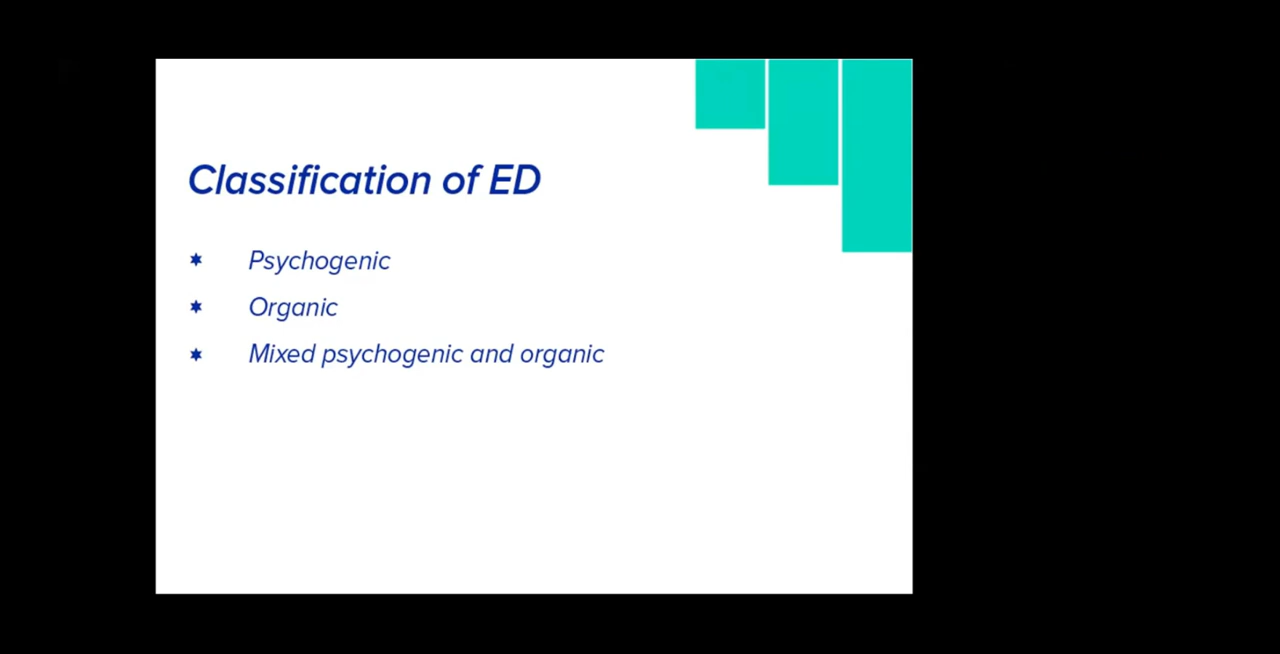 Classification of ED
✶ Psychogenic
✶ Organic
✶ Mixed psychogenic and organic